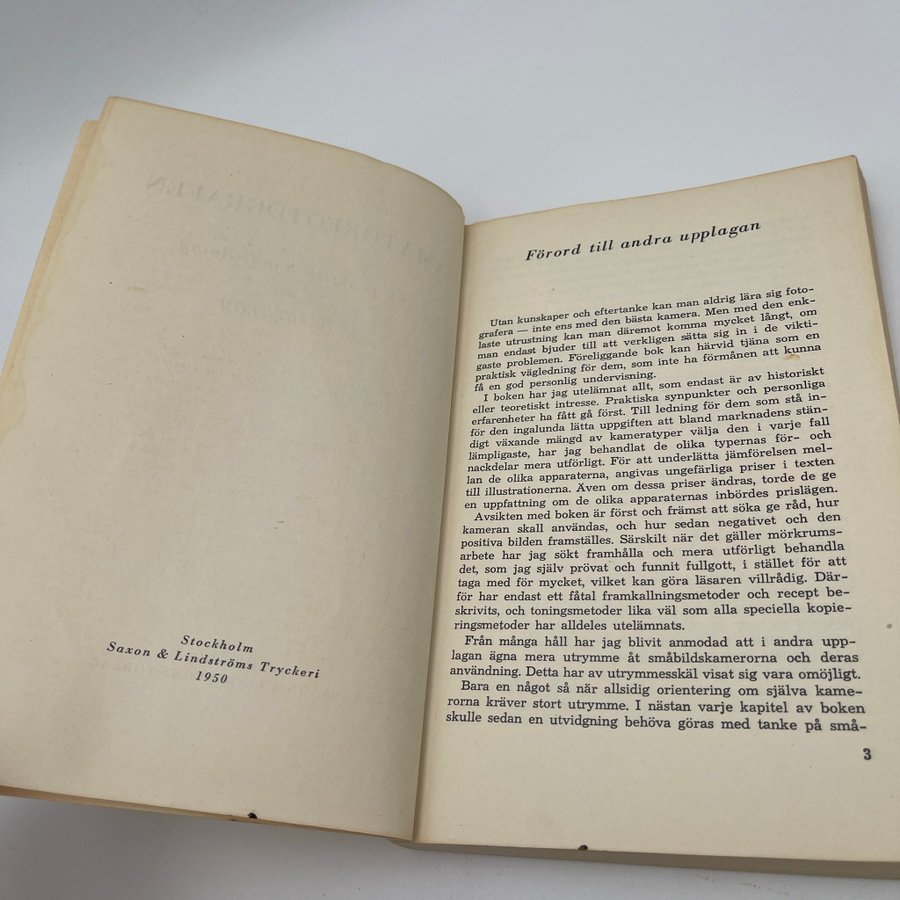 Stockholm
Saxon & Lindströms Tryckeri
1950
Förord till andra upplagan
Utan kunskaper och eftertanke kan man aldrig lära sig foto-
grafera — inte ens med den bästa kamera. Men med den enk-
laste utrustning kan man däremot komma mycket långt, om
man endast bjuder till att verkligen sätta sig in i de vikti-
gaste problemen. Föreliggande bok kan härvid tjäna som en
praktisk vägledning för dem, som inte ha förmånen att kunna
få en god personlig undervisning.
I boken har jag utelämnat allt, som endast är av historiskt
eller teoretiskt intresse. Praktiska synpunkter och personliga
erfarenheter ha fått gå först. Till ledning för dem som stå in-
för den ingalunda lätta uppgiften att bland marknadens stän-
digt växande mängd av kameratyper välja den i varje fall
lämpligaste, har jag behandlat de olika typernas för- och
nackdelar mera utförligt. För att underlätta jämförelsen mel-
lan de olika apparaterna, angivas ungefärliga priser i texten
till illustrationerna. Även om dessa priser ändras, torde de ge
en uppfattning om de olika apparaternas inbördes prislägen.
Avsikten med boken är först och främst att söka ge råd, hur
kameran skall användas, och hur sedan negativet och den
positiva bilden framställes. Särskilt när det gäller mörkrums-
arbete har jag sökt framhålla och mera utförligt behandla
det, som jag själv prövat och funnit fullgott, i stället för att
taga med för mycket, vilket kan göra läsaren villrådig. Där-
för har endast ett fåtal framkallningsmetoder och recept be-
skrivits, och toningsmetoder lika väl som alla speciella kopie-
ringsmetoder har alldeles utelämnats.
Från många håll har jag blivit anmodad att i andra upp-
lagan ägna mera utrymme åt småbildskamerorna och deras
användning. Detta har av utrymmesskäl visat sig vara omöjligt.
Bara en något så när allsidig orientering om själva kame-
rorna kräver stort utrymme. I nästan varje kapitel av boken
skulle sedan en utvidgning behöva göras med tanke på små-
3